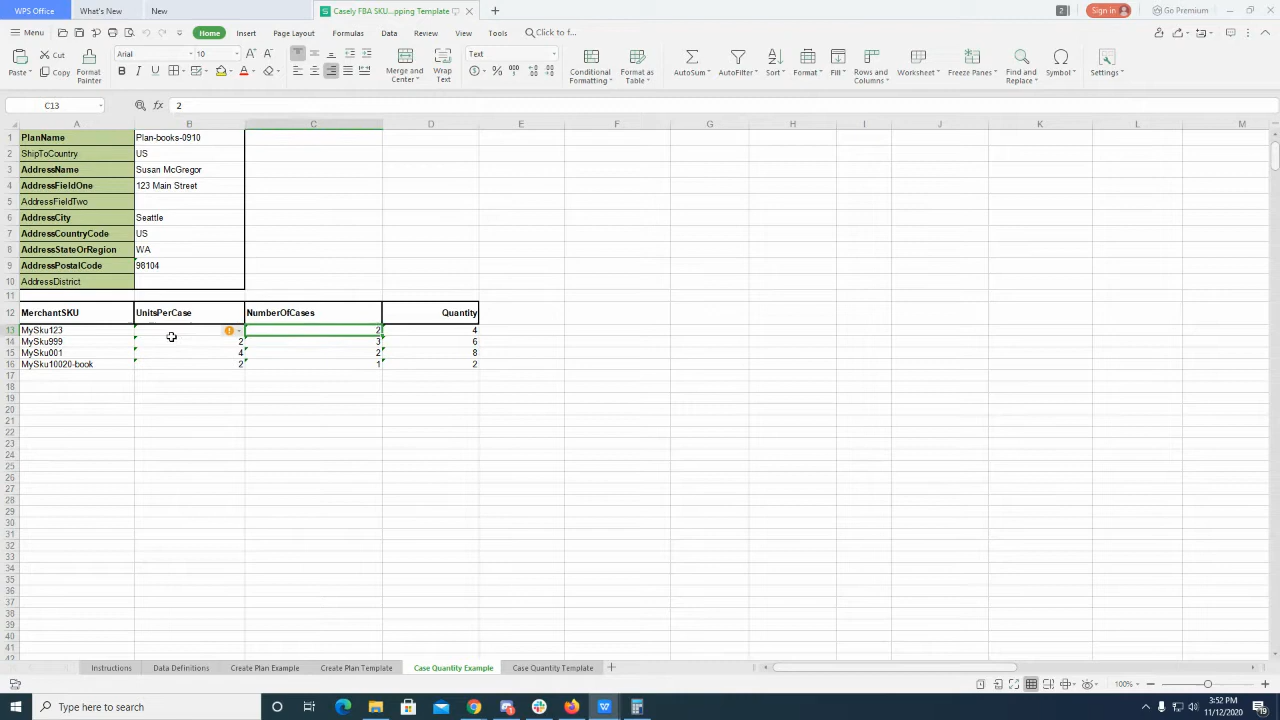 WPS Office What's New New Casely FBA SKU...pping Template 2 Sign in Go Premium
Menu Home Insert Page Layout Formulas Data Review View Tools Click to f...
Paste Cut Copy Format Painter Arial 10 Merge and Center Wrap Text Text Conditional Formatting Format as Table AutoSum AutoFilter Sort Format Fill Rows and Columns Worksheet Freeze Panes Find and Replace Symbol Settings
C13 fx 2
A B C D E F G H I J K L M
1 PlanName Plan-books-0910
2 ShipToCountry US
3 AddressName Susan McGregor
4 AddressFieldOne 123 Main Street
5 AddressFieldTwo
6 AddressCity Seattle
7 AddressCountryCode US
8 AddressStateOrRegion WA
9 AddressPostalCode 98104
10 AddressDistrict
11
12 MerchantSKU UnitsPerCase NumberOfCases Quantity
13 MySku123 2 4
14 MySku999 2 3 6
15 MySku001 4 2 8
16 MySku10020-book 2 1 2
17
18
19
20
21
22
23
24
25
26
27
28
29
30
31
32
33
34
35
36
37
38
39
40
41
42
Instructions Data Definitions Create Plan Example Create Plan Template Case Quantity Example Case Quantity Template
100%
Type here to search
3:52 PM
11/12/2020